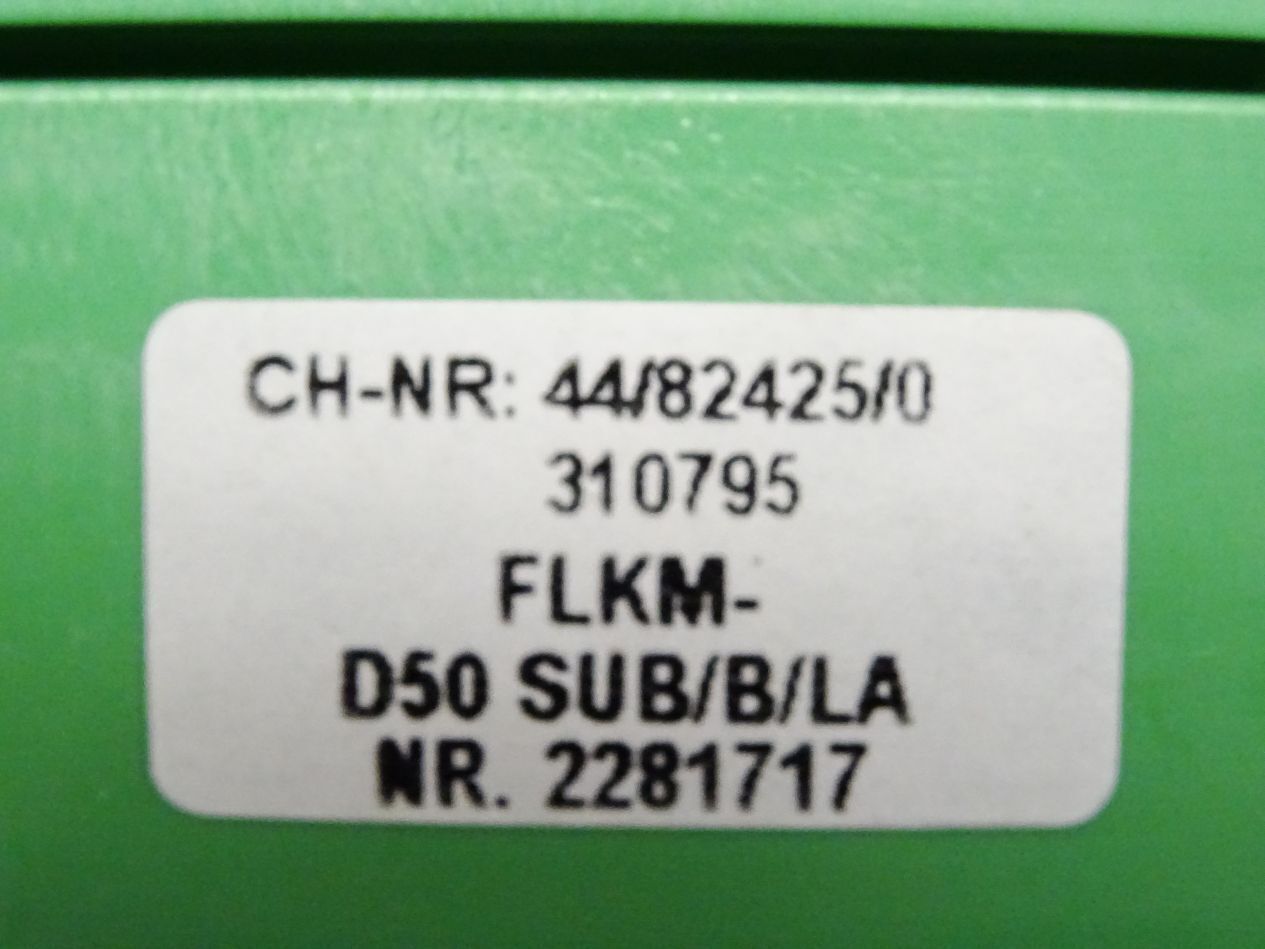 CH-NR: 44/82425/0
310795
FLKM-
D50 SUB/B/LA
NR. 2281717